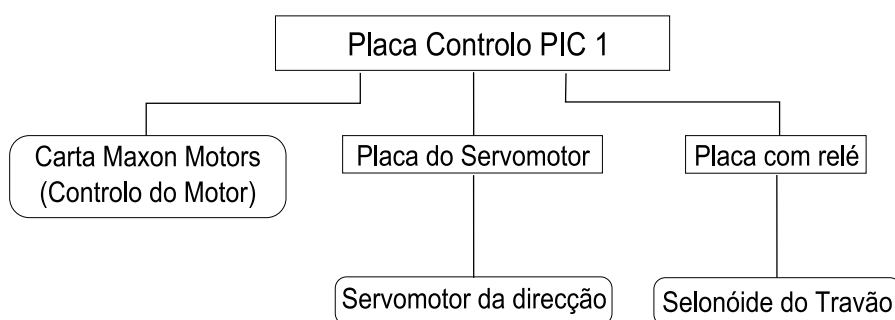 Placa Controlo PIC 1
Carta Maxon Motors
(Controlo do Motor)
Placa do Servomotor
Placa com relé
Servomotor da direcção
Selonóide do Travão